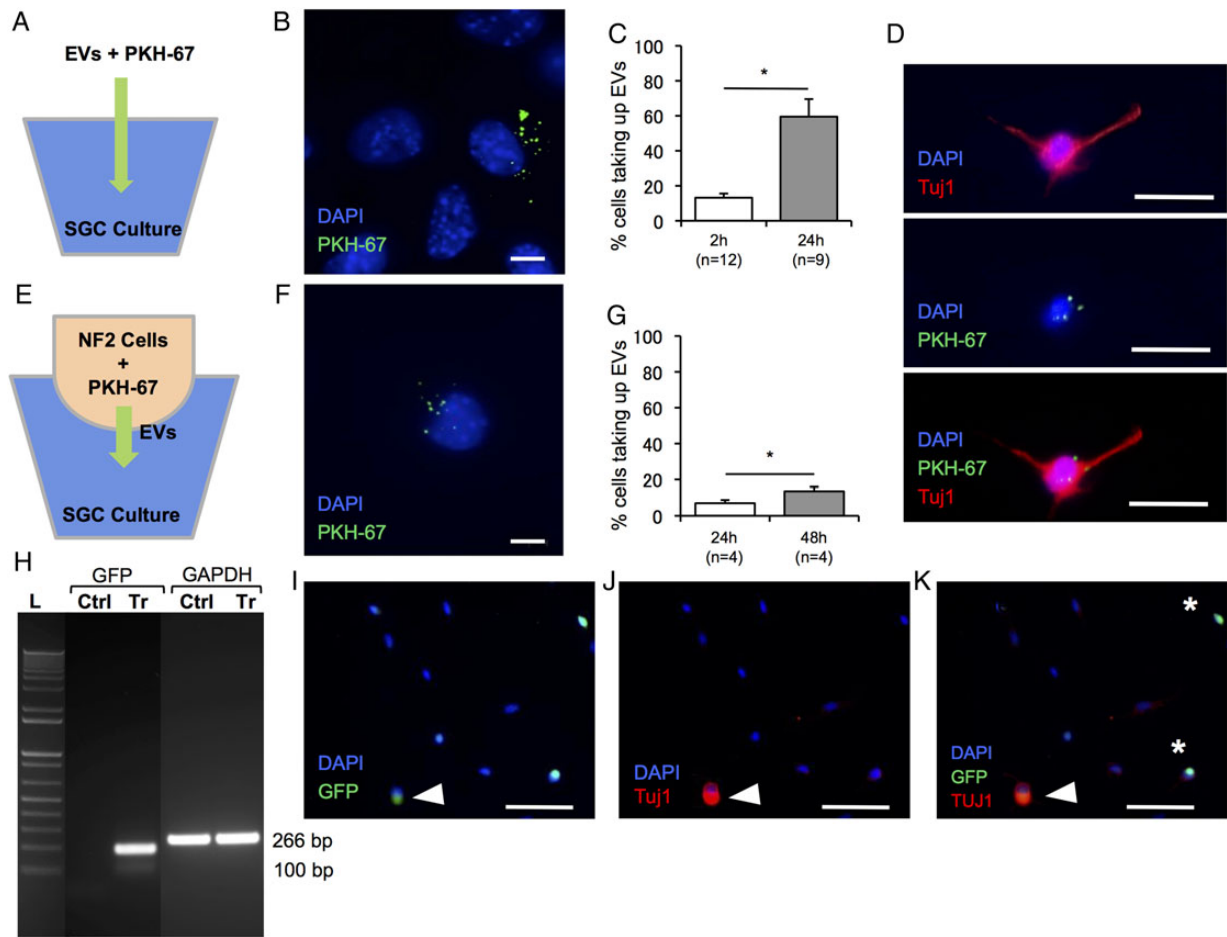 A
EVs + PKH-67
SGC Culture
B
DAPI
PKH-67
C
% cells taking up EVs
100
80
60
40
20
0
*
2h
(n=12)
24h
(n=9)
D
DAPI
Tuj1
DAPI
PKH-67
DAPI
PKH-67
Tuj1
E
NF2 Cells
+
PKH-67
EVs
SGC Culture
F
DAPI
PKH-67
G
% cells taking up EVs
100
80
60
40
20
0
*
24h
(n=4)
48h
(n=4)
H
GFP
GAPDH
L
Ctrl
Tr
Ctrl
Tr
266 bp
100 bp
I
DAPI
GFP
J
DAPI
Tuj1
K
*
*
DAPI
GFP
TUJ1